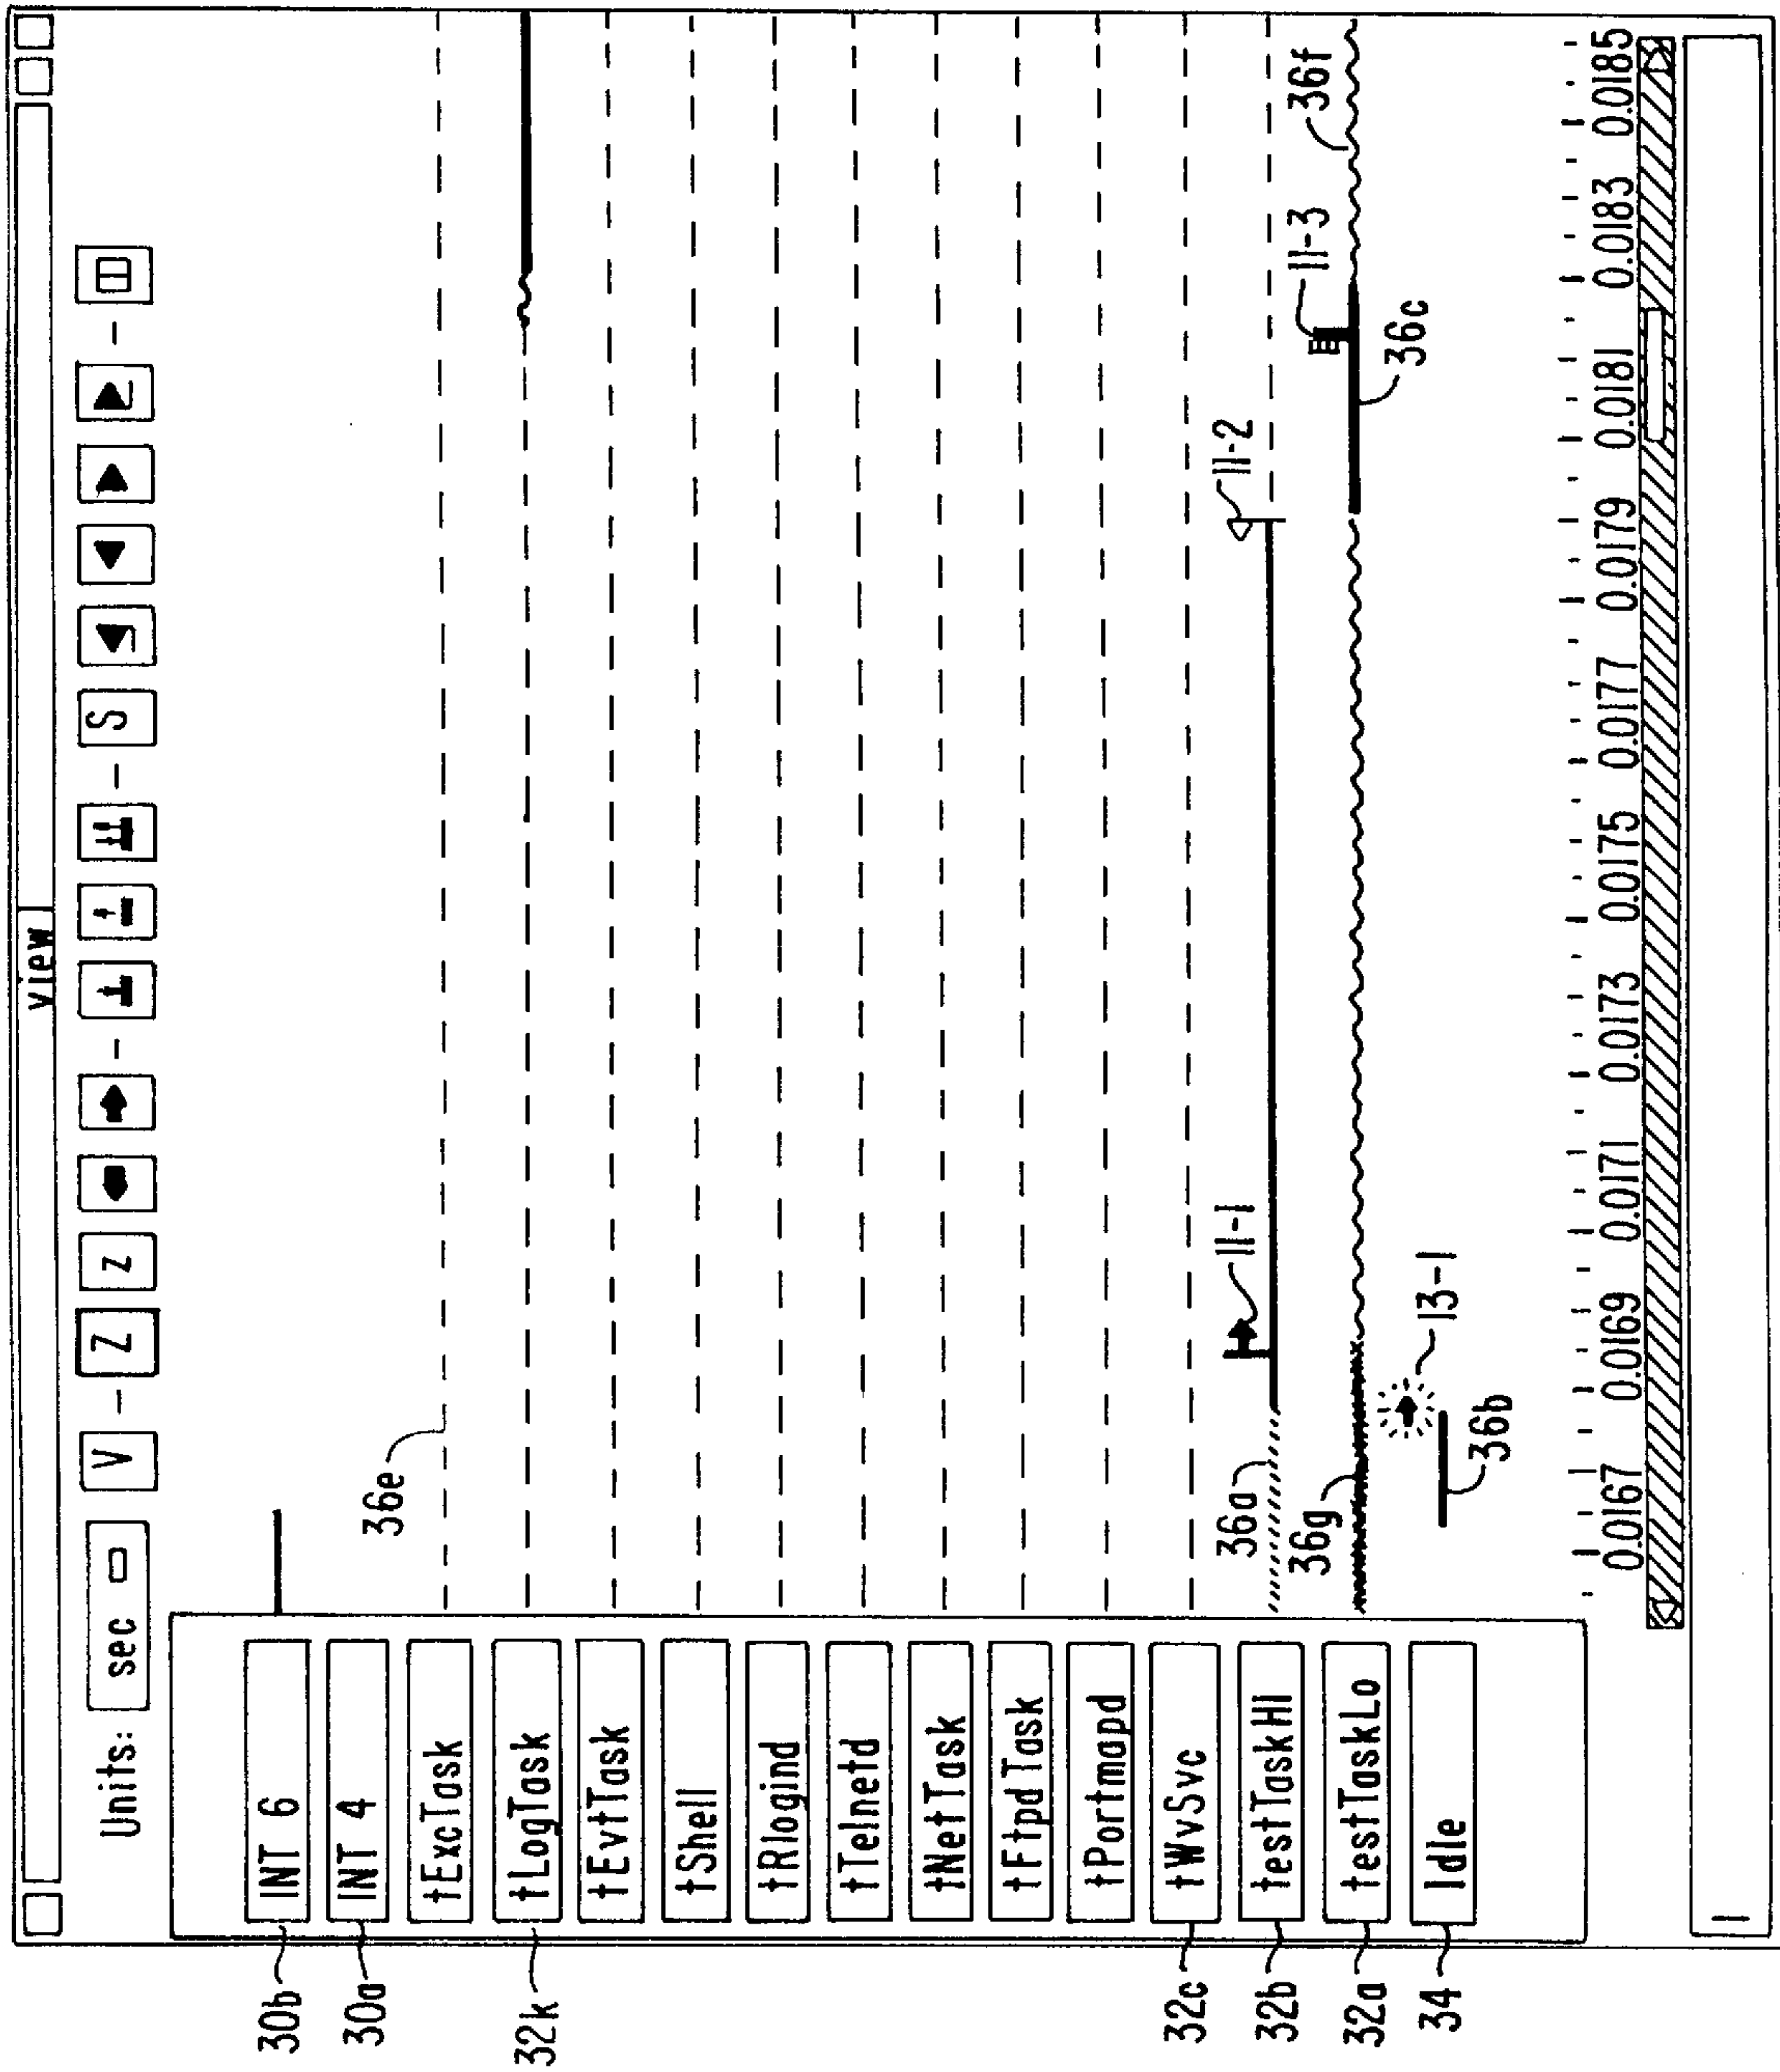 view
Units: sec V – Z z – – S –
36e
30b INT 6
30a INT 4
tExcTask
32k tLogTask
tEvtTask
tShell
tRlogind
tTelnetd
tNetTask
tFtpdTask
tPortmapd
32c tWvSvc
32b testTaskHI
32a testTaskLo
34 Idle
11-1
11-2
36a
11-3
36g
36f
36c
13-1
36b
0.0167 0.0169 0.0171 0.0173 0.0175 0.0177 0.0179 0.0181 0.0183 0.0185